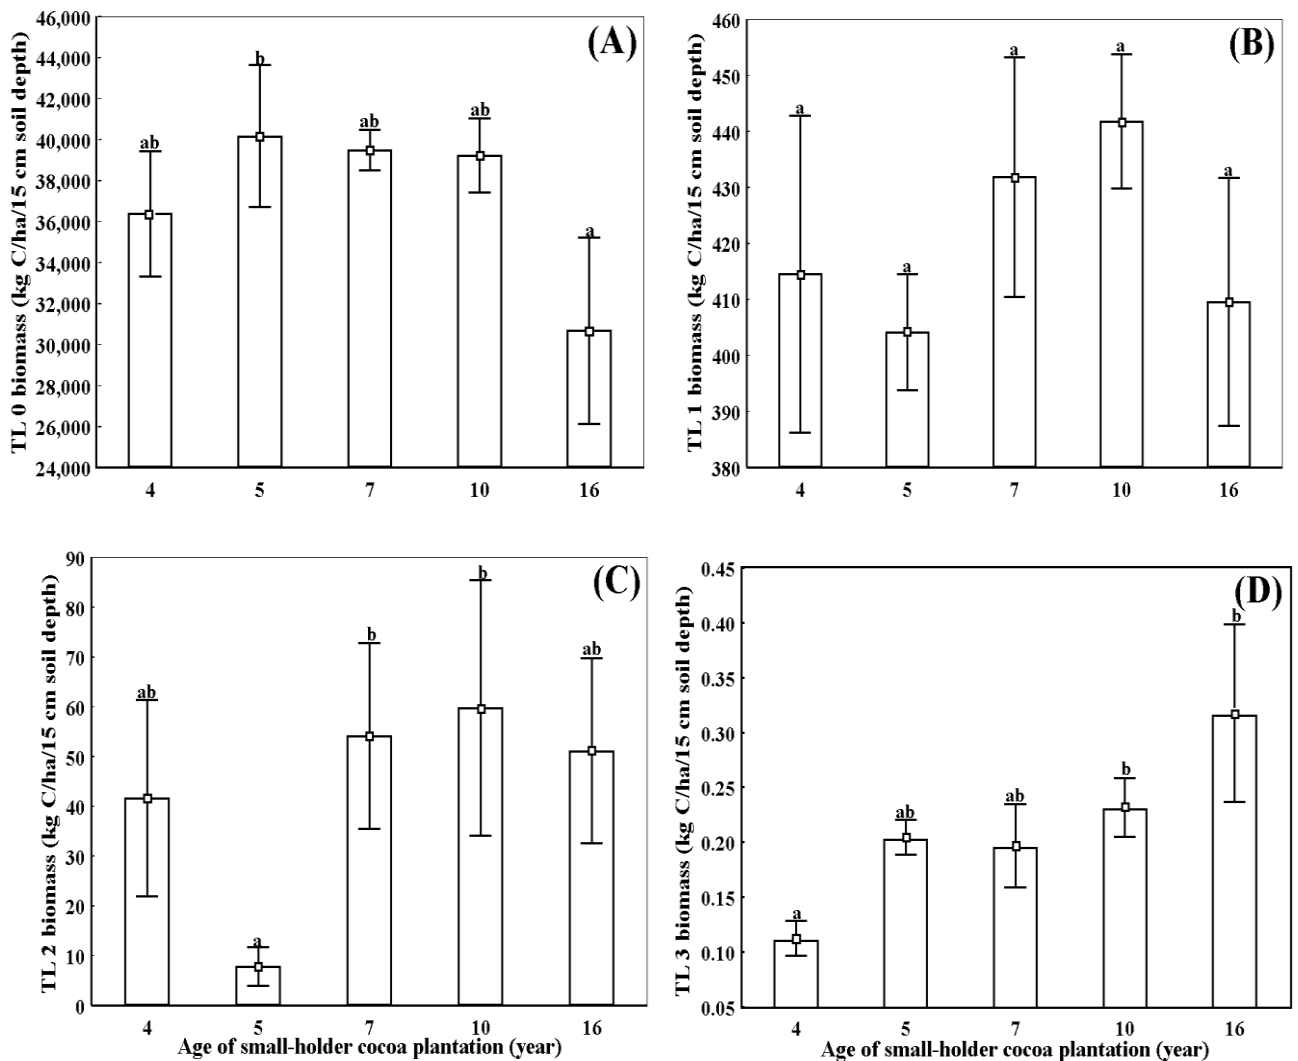 (A)
TL 0 biomass (kg C/ha/15 cm soil depth)
46,000
44,000
42,000
40,000
38,000
36,000
34,000
32,000
30,000
28,000
26,000
24,000
ab
b
ab
ab
a
4 5 7 10 16
(B)
TL 1 biomass (kg C/ha/15 cm soil depth)
460
450
440
430
420
410
400
390
380
a
a
a
a
a
4 5 7 10 16
(C)
TL 2 biomass (kg C/ha/15 cm soil depth)
90
80
70
60
50
40
30
20
10
0
ab
a
b
b
ab
4 5 7 10 16
Age of small-holder cocoa plantation (year)
(D)
TL 3 biomass (kg C/ha/15 cm soil depth)
0.45
0.40
0.35
0.30
0.25
0.20
0.15
0.10
0.05
a
ab
ab
b
b
4 5 7 10 16
Age of small-holder cocoa plantation (year)